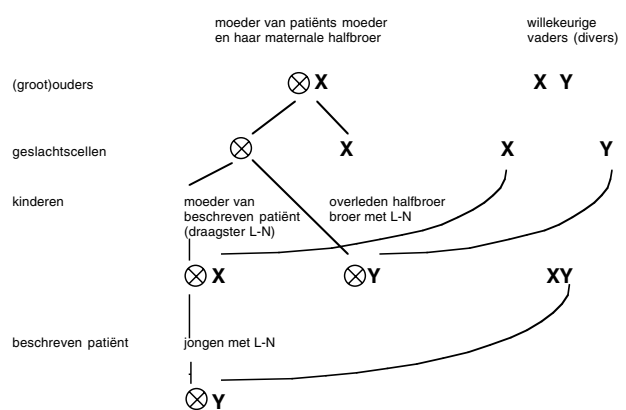 moeder van patiënts moeder
en haar maternale halfbroer
willekeurige
vaders (divers)
(groot)ouders
X
X Y
geslachtscellen
X
X
Y
kinderen
moeder van
beschreven patiënt
(draagster L-N)
overleden halfbroer
broer met L-N
X
Y
XY
beschreven patiënt
jongen met L-N
Y